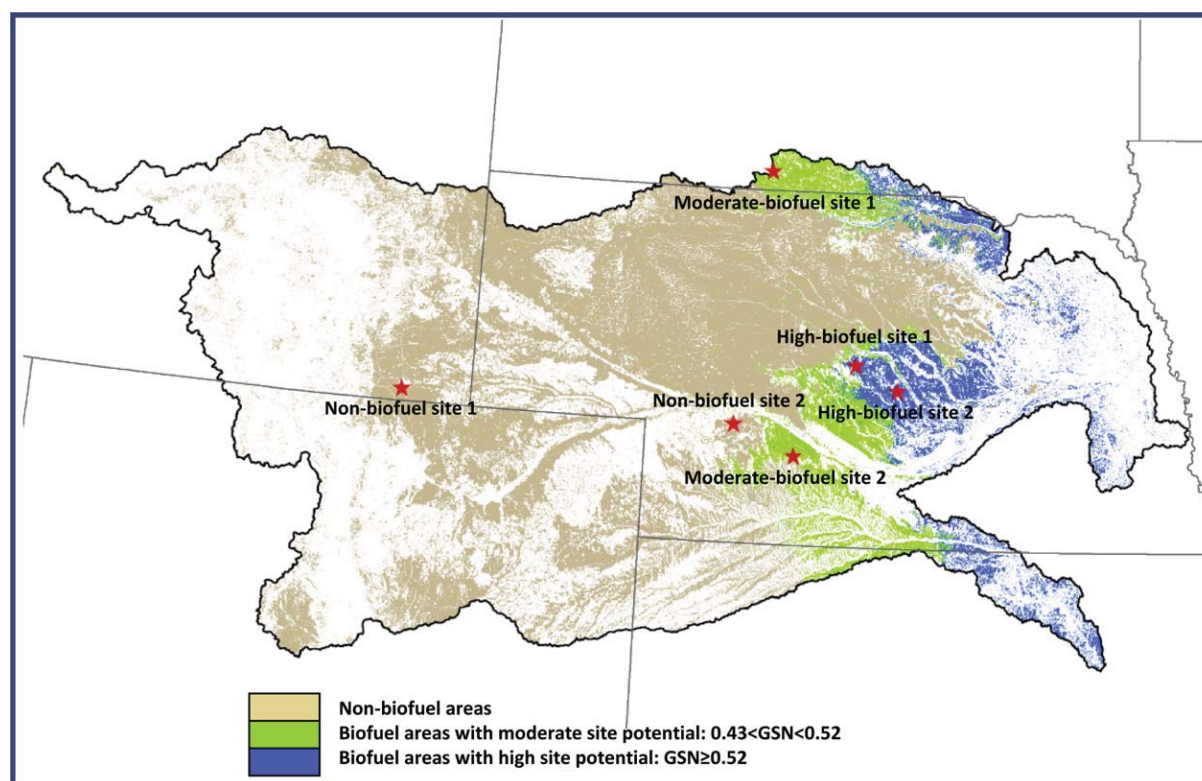 Moderate-biofuel site 1
High-biofuel site 1
Non-biofuel site 1
Non-biofuel site 2
High-biofuel site 2
Moderate-biofuel site 2
Non-biofuel areas
Biofuel areas with moderate site potential: 0.43<GSN<0.52
Biofuel areas with high site potential: GSN≥0.52